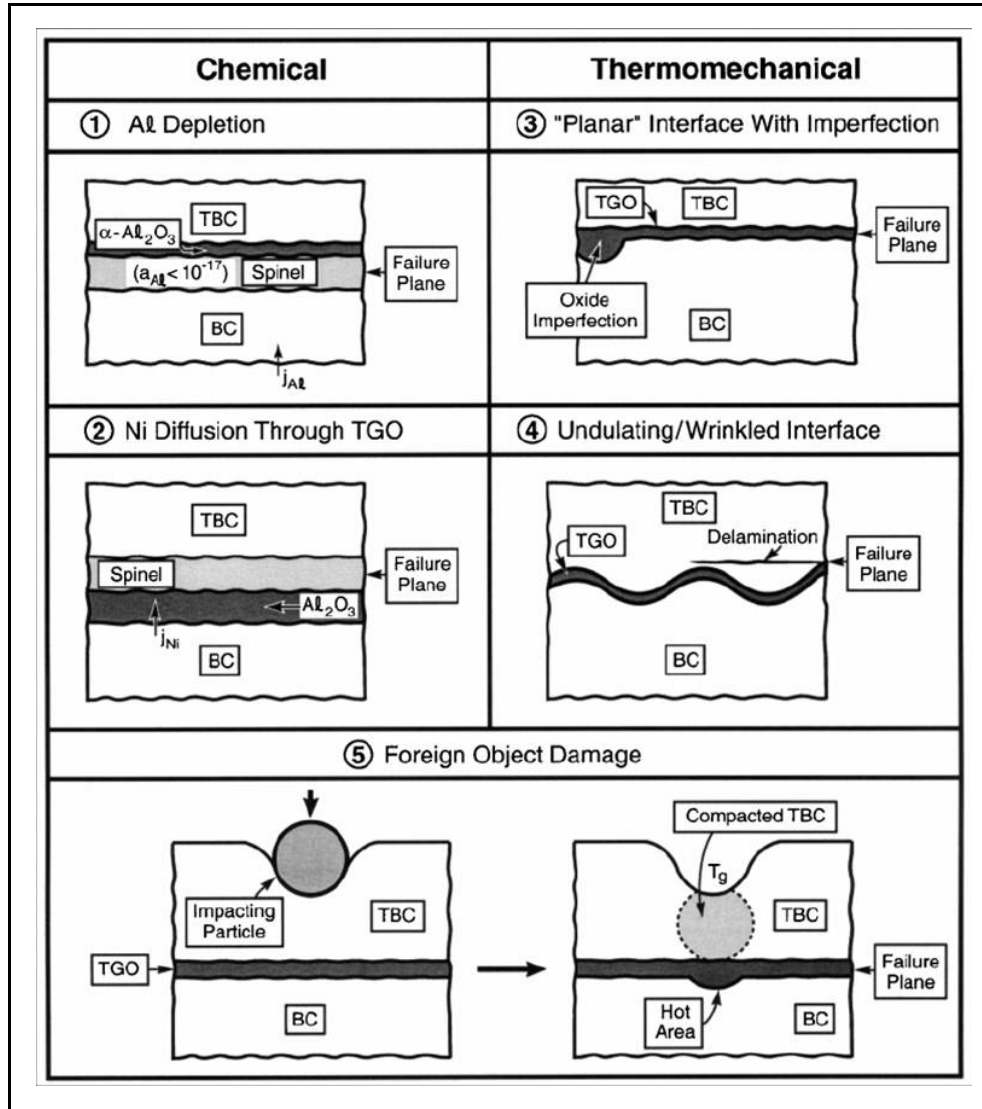 Chemical
Thermomechanical
① Aℓ Depletion
③ "Planar" Interface With Imperfection
TBC
α-Aℓ₂O₃
(aAℓ < 10⁻¹⁷)
Spinel
Failure
Plane
BC
jAℓ
TGO
TBC
Failure
Plane
Oxide
Imperfection
BC
② Ni Diffusion Through TGO
④ Undulating/Wrinkled Interface
TBC
Spinel
Failure
Plane
Aℓ₂O₃
jNi
BC
TBC
TGO
Delamination
Failure
Plane
BC
⑤ Foreign Object Damage
Impacting
Particle
TBC
TGO
BC
Compacted TBC
Tg
TBC
Failure
Plane
Hot
Area
BC